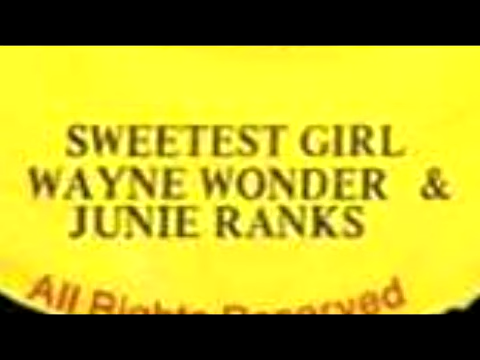 SWEETEST GIRL
WAYNE WONDER &
JUNIE RANKS
All Rights Reserved